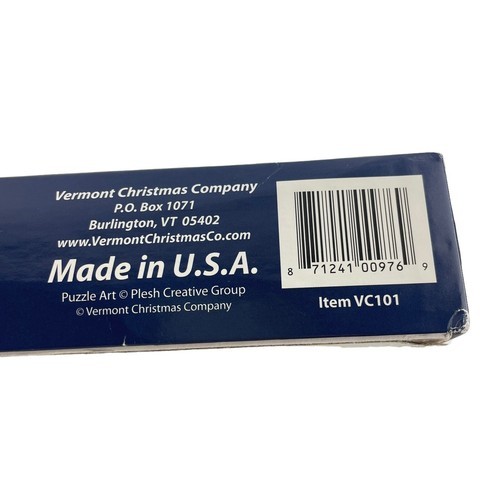 Vermont Christmas Company
P.O. Box 1071
Burlington, VT 05402
www.VermontChristmasCo.com
Made in U.S.A.
Puzzle Art © Plesh Creative Group
© Vermont Christmas Company
8 71241 00976 9
Item VC101